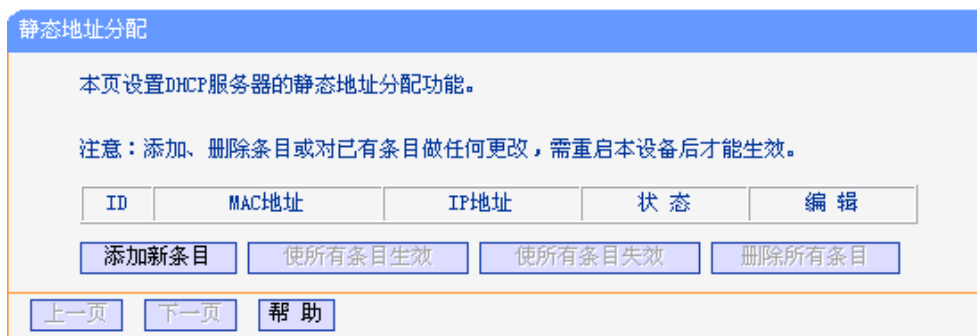 静态地址分配
本页设置DHCP服务器的静态地址分配功能。
注意：添加、删除条目或对已有条目做任何更改，需重启本设备后才能生效。
ID MAC地址 IP地址 状 态 编 辑
添加新条目 使所有条目生效 使所有条目失效 删除所有条目
上一页 下一页 帮 助